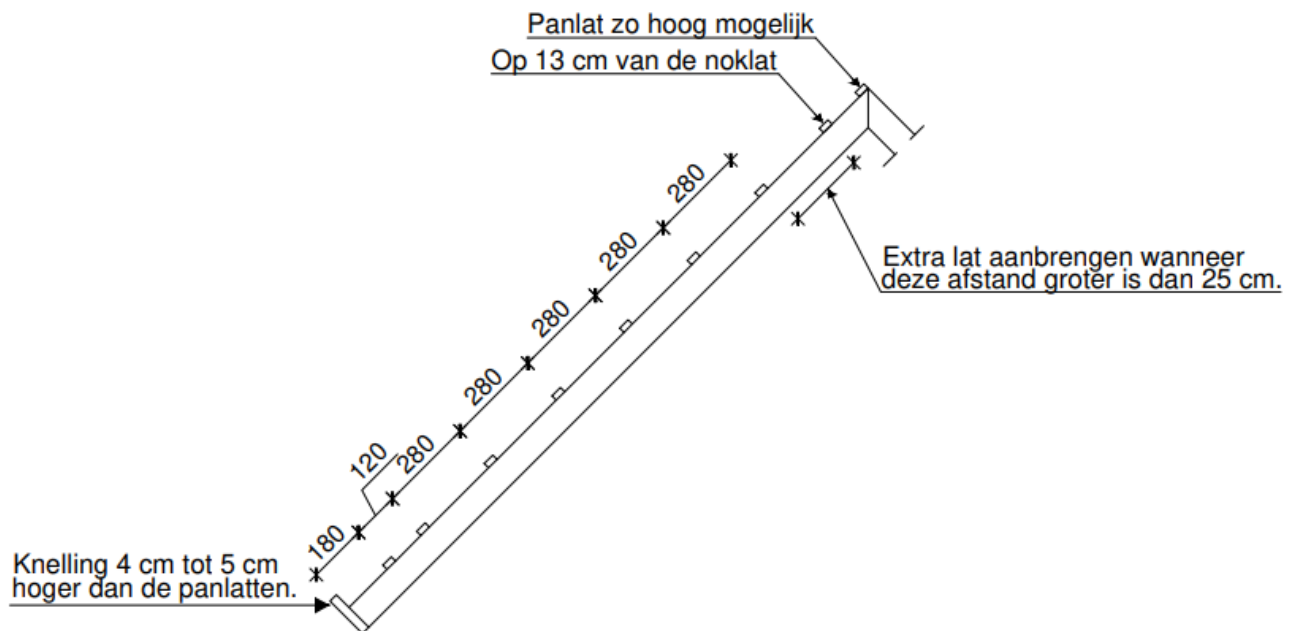 Panlat zo hoog mogelijk
Op 13 cm van de noklat
280
280
280
280
280
120
180
Extra lat aanbrengen wanneer
deze afstand groter is dan 25 cm.
Knelling 4 cm tot 5 cm
hoger dan de panlatten.